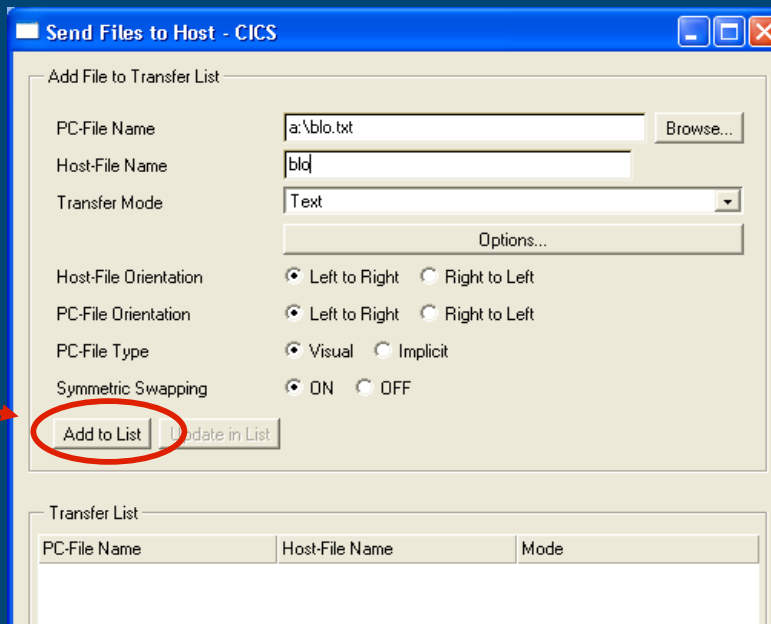 Send Files to Host - CICS
Add File to Transfer List
PC-File Name a:\blo.txt Browse...
Host-File Name blo
Transfer Mode Text
Options...
Host-File Orientation Left to Right Right to Left
PC-File Orientation Left to Right Right to Left
PC-File Type Visual Implicit
Symmetric Swapping ON OFF
Add to List Update in List
Transfer List
PC-File Name Host-File Name Mode